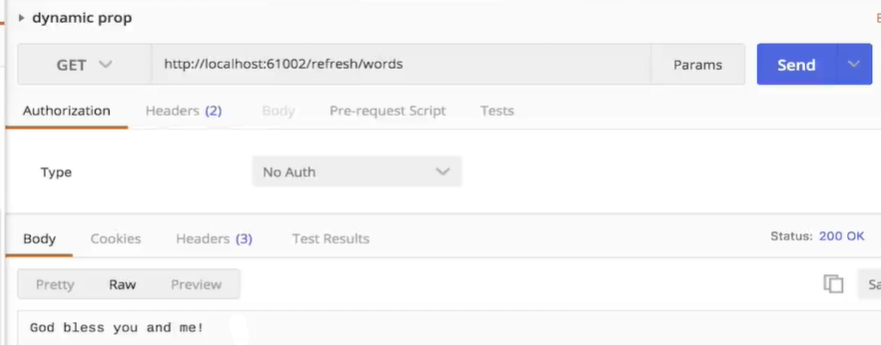 dynamic prop
GET http://localhost:61002/refresh/words Params Send
Authorization Headers (2) Body Pre-request Script Tests
Type No Auth
Body Cookies Headers (3) Test Results Status: 200 OK
Pretty Raw Preview Sa
God bless you and me!